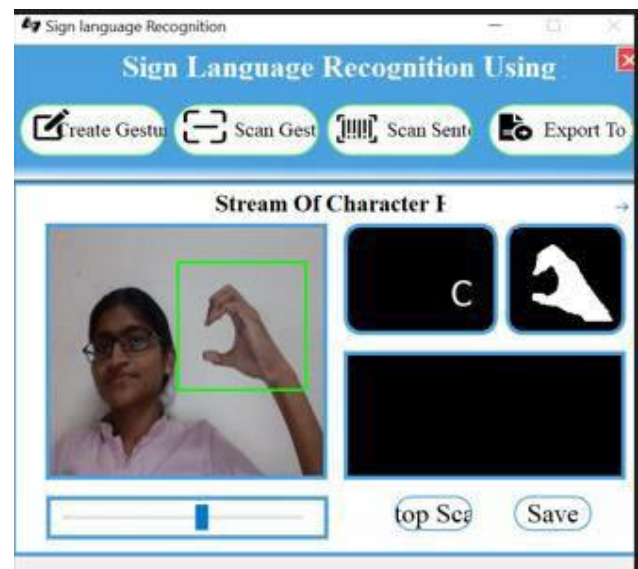 Sign language Recognition
Sign Language Recognition Using
Create Gestu Scan Gest Scan Sent Export To
Stream Of Character
C
top Sca Save